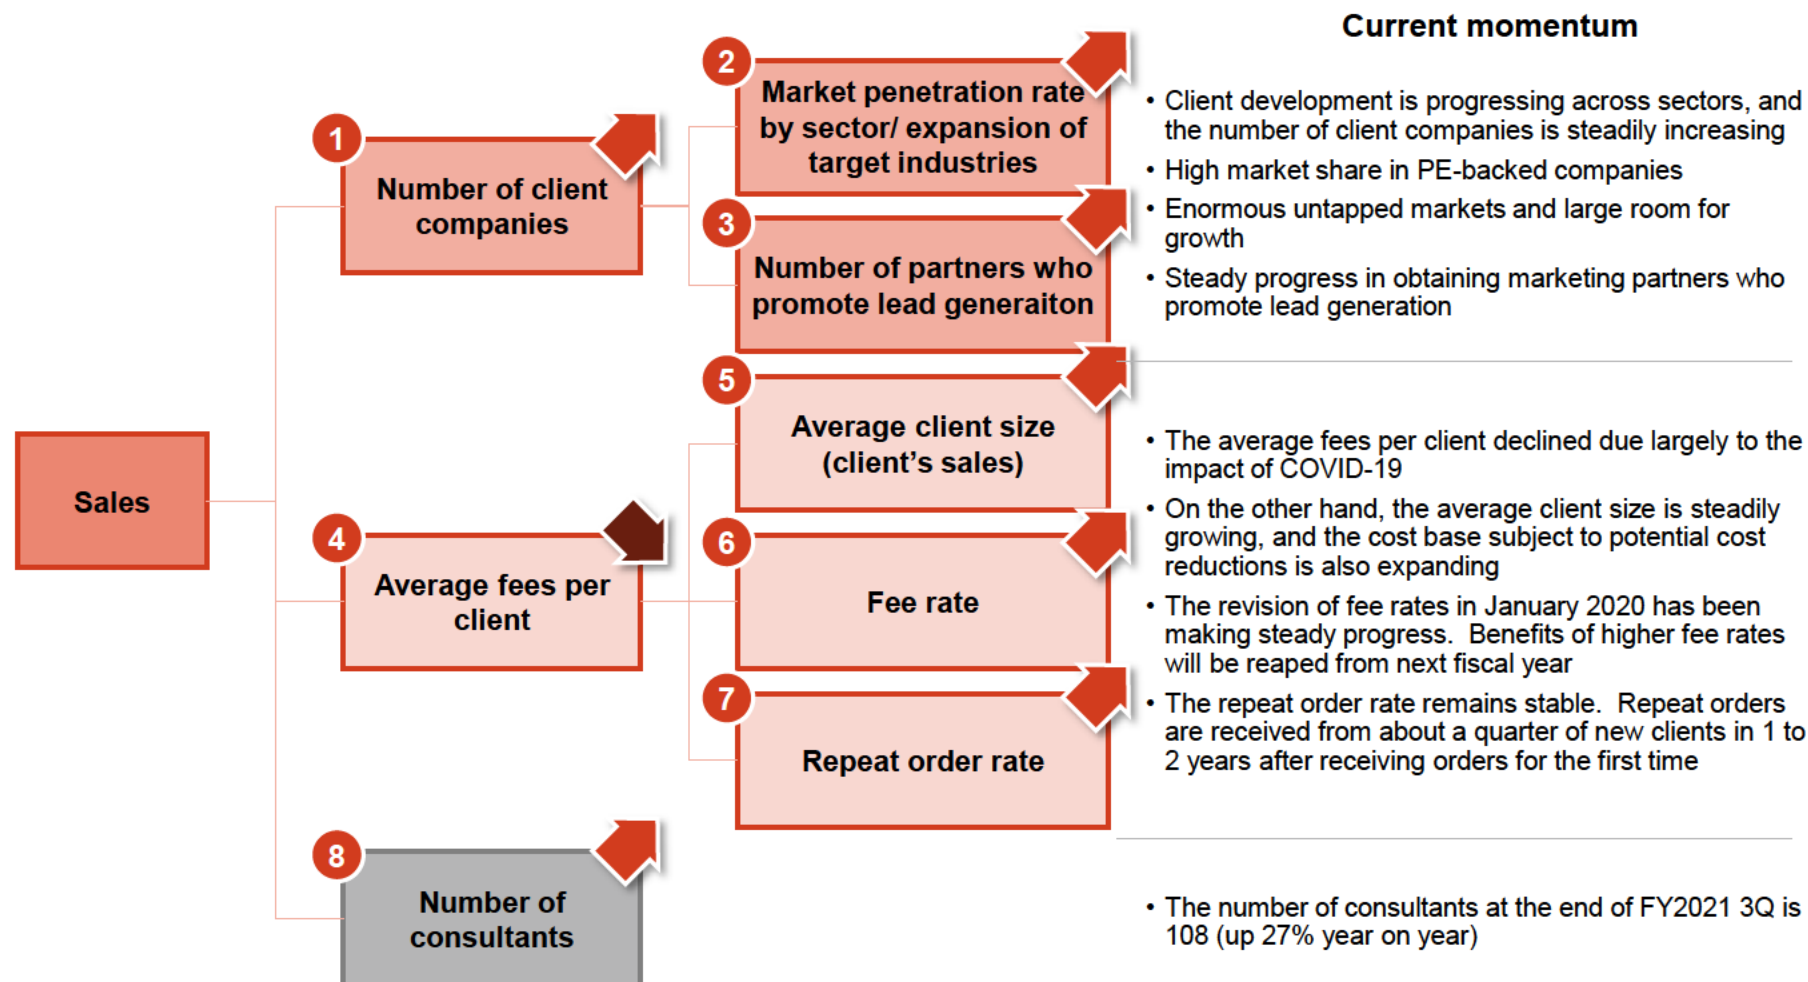 Current momentum
2
Market penetration rate
by sector/ expansion of
target industries
1
Number of client
companies
3
Number of partners who
promote lead generaiton
• Client development is progressing across sectors, and
the number of client companies is steadily increasing
• High market share in PE-backed companies
• Enormous untapped markets and large room for
growth
• Steady progress in obtaining marketing partners who
promote lead generation
Sales
4
Average fees per
client
5
Average client size
(client's sales)
6
Fee rate
7
Repeat order rate
• The average fees per client declined due largely to the
impact of COVID-19
• On the other hand, the average client size is steadily
growing, and the cost base subject to potential cost
reductions is also expanding
• The revision of fee rates in January 2020 has been
making steady progress.  Benefits of higher fee rates
will be reaped from next fiscal year
• The repeat order rate remains stable.  Repeat orders
are received from about a quarter of new clients in 1 to
2 years after receiving orders for the first time
8
Number of
consultants
• The number of consultants at the end of FY2021 3Q is
108 (up 27% year on year)